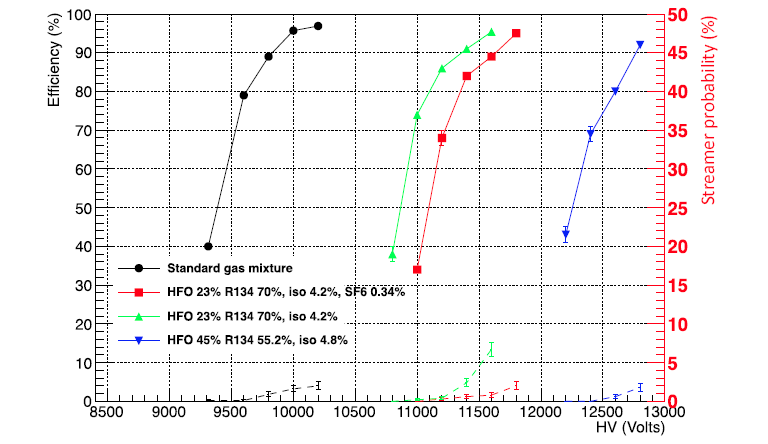 Efficiency (%)
100
90
80
70
60
50
40
30
20
10
0
Standard gas mixture
HFO 23% R134 70%, iso 4.2%, SF6 0.34%
HFO 23% R134 70%, iso 4.2%
HFO 45% R134 55.2%, iso 4.8%
8500 9000 9500 10000 10500 11000 11500 12000 12500 13000
HV (Volts)
50
45
40
35
30
25
20
15
10
5
0
Streamer probability (%)